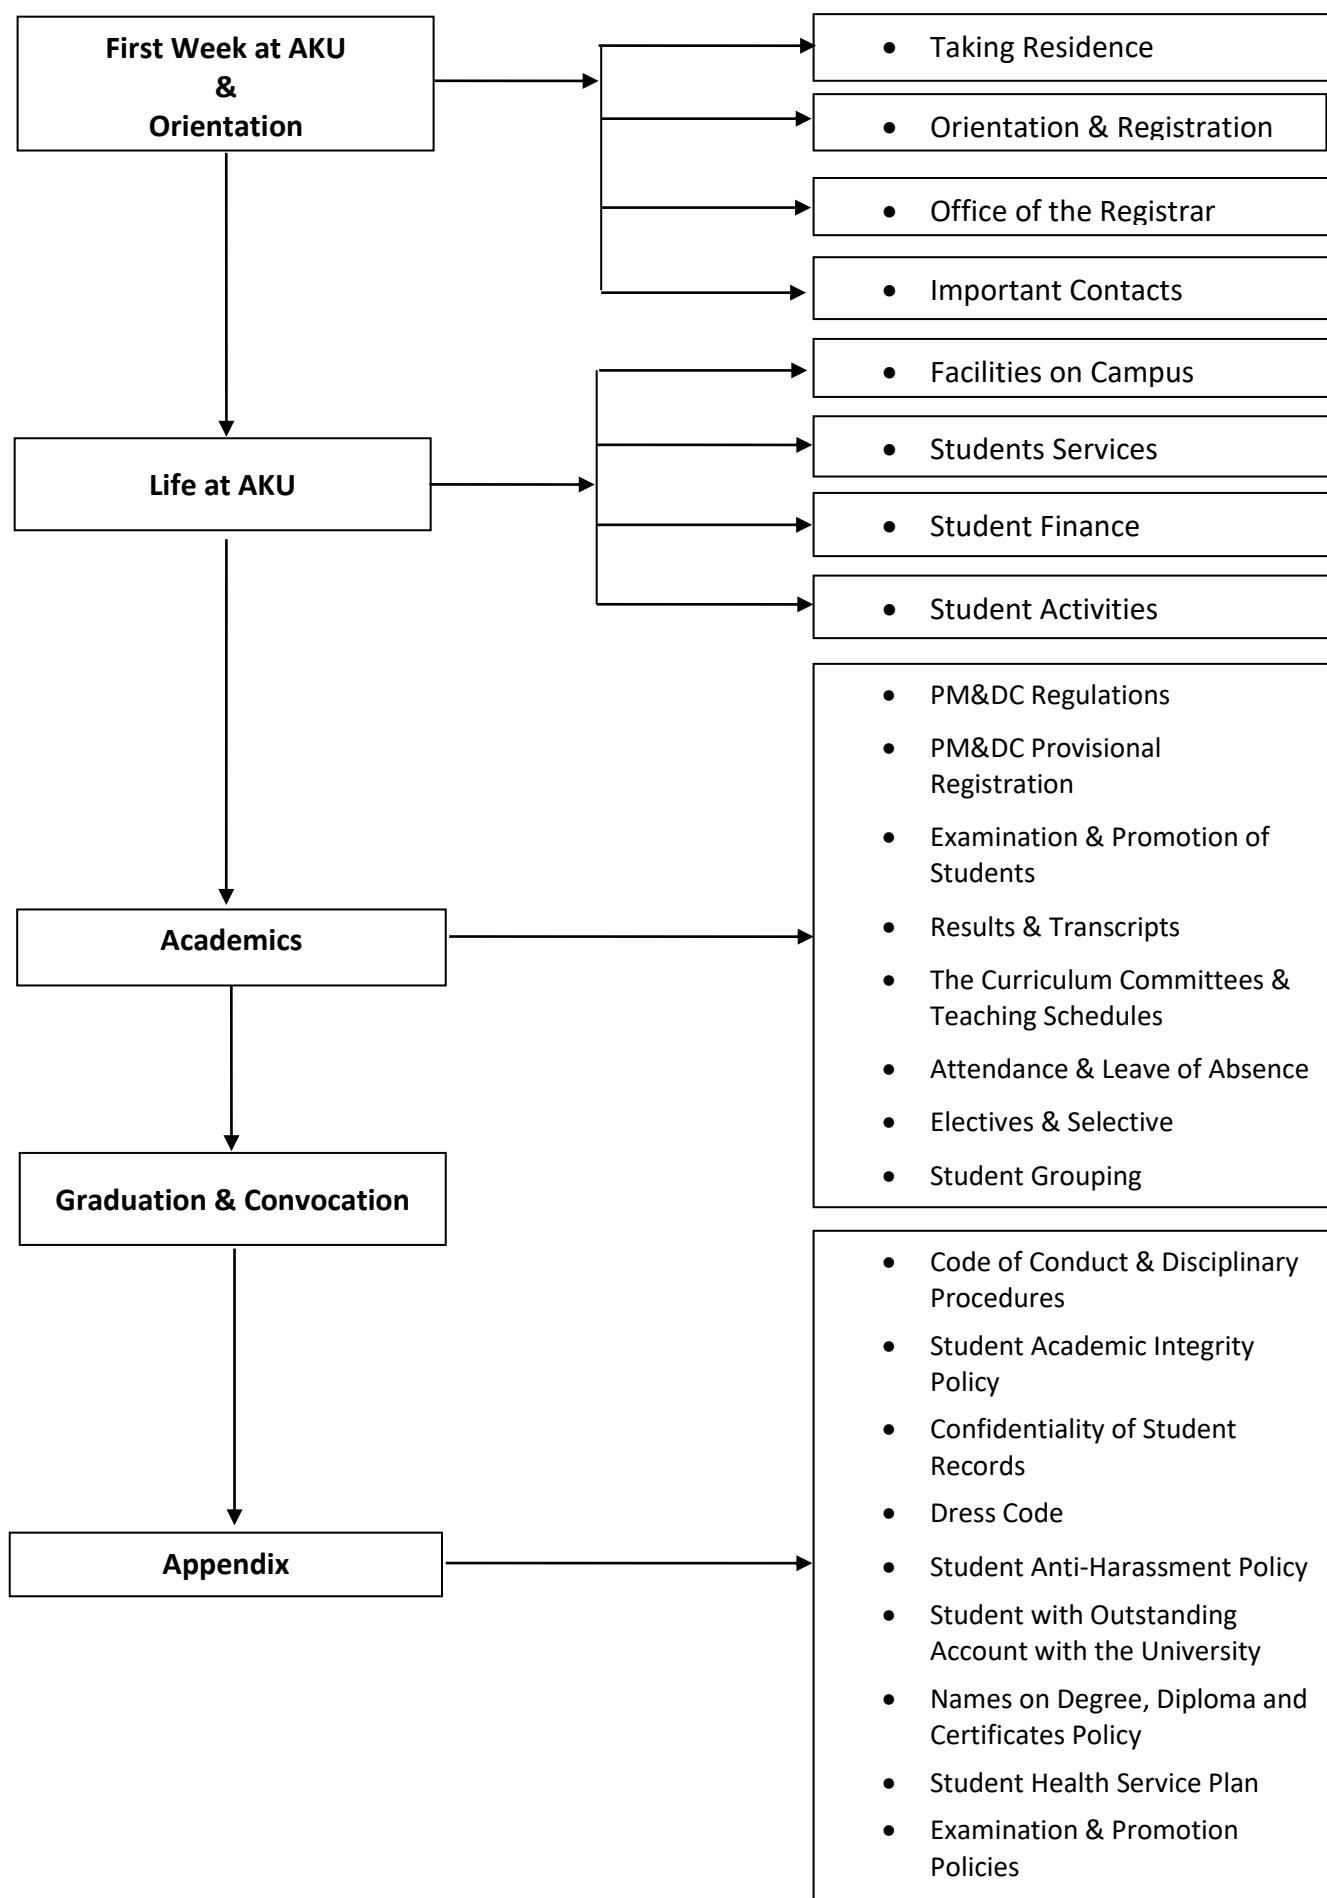 First Week at AKU
&
Orientation
• Taking Residence
• Orientation & Registration
• Office of the Registrar
• Important Contacts
Life at AKU
• Facilities on Campus
• Students Services
• Student Finance
• Student Activities
Academics
• PM&DC Regulations
• PM&DC Provisional
Registration
• Examination & Promotion of
Students
• Results & Transcripts
• The Curriculum Committees &
Teaching Schedules
• Attendance & Leave of Absence
• Electives & Selective
• Student Grouping
Graduation & Convocation
Appendix
• Code of Conduct & Disciplinary
Procedures
• Student Academic Integrity
Policy
• Confidentiality of Student
Records
• Dress Code
• Student Anti-Harassment Policy
• Student with Outstanding
Account with the University
• Names on Degree, Diploma and
Certificates Policy
• Student Health Service Plan
• Examination & Promotion
Policies